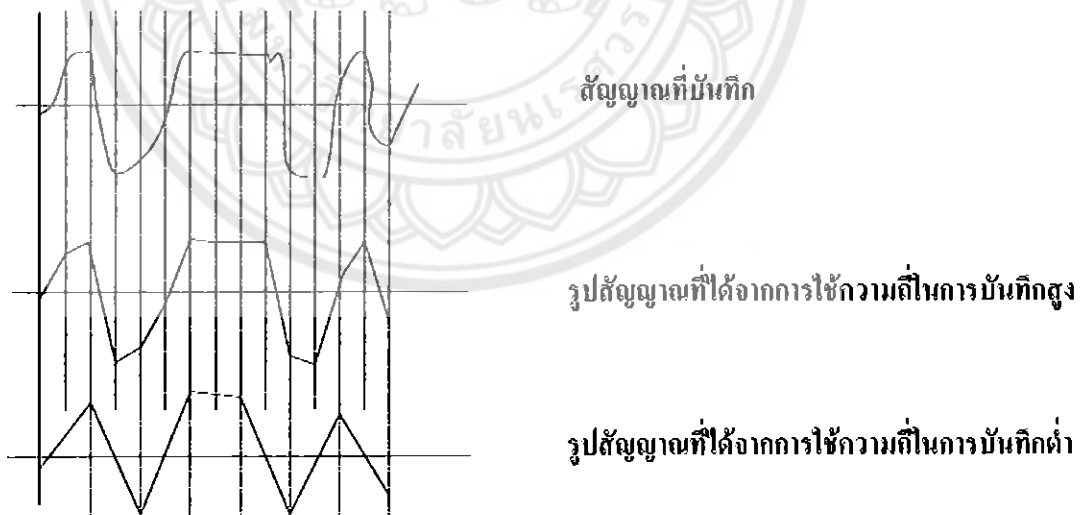 สัญญาณที่บันทึก
รูปสัญญาณที่ได้จากการใช้ความถี่ในการบันทึกสูง
รูปสัญญาณที่ได้จากการใช้ความถี่ในการบันทึกต่ำ